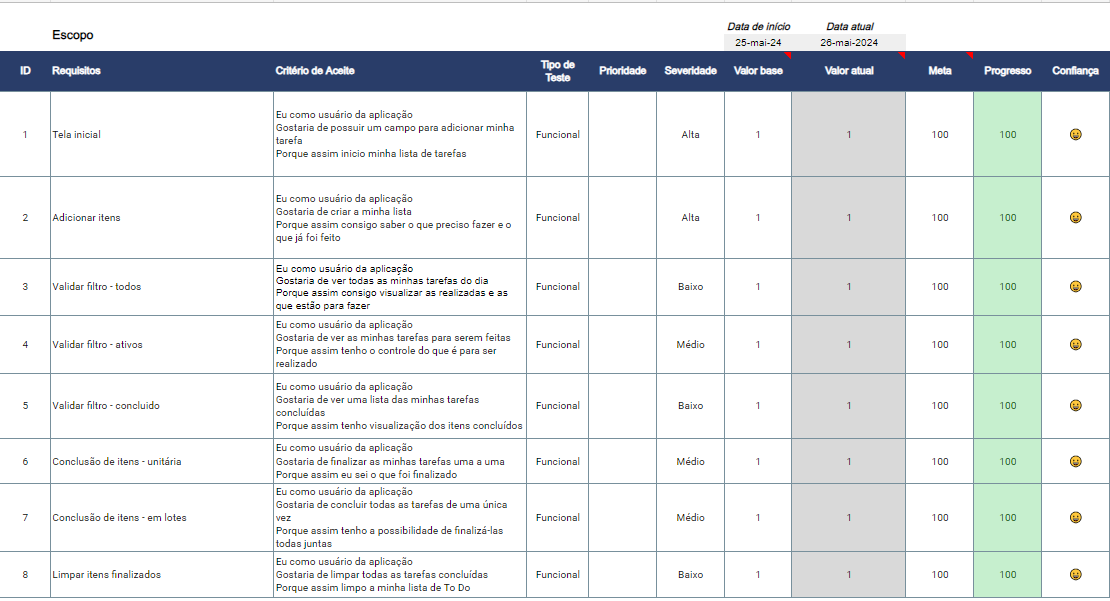 Data de início Data atual
Escopo
25-mai-24 26-mai-2024
ID Requisitos Critério de Aceite Tipo de Teste Prioridade Severidade Valor base Valor atual Meta Progresso Confiança
1 Tela inicial
Eu como usuário da aplicação
Gostaria de possuir um campo para adicionar minha
tarefa
Porque assim inicio minha lista de tarefas
Funcional Alta 1 1 100 100
2 Adicionar itens
Eu como usuário da aplicação
Gostaria de criar a minha lista
Porque assim consigo saber o que preciso fazer e o
que já foi feito
Funcional Alta 1 1 100 100
3 Validar filtro - todos
Eu como usuário da aplicação
Gostaria de ver todas as minhas tarefas do dia
Porque assim consigo visualizar as realizadas e as
que estão para fazer
Funcional Baixo 1 1 100 100
4 Validar filtro - ativos
Eu como usuário da aplicação
Gostaria de ver as minhas tarefas para serem feitas
Porque assim tenho o controle do que é para ser
realizado
Funcional Médio 1 1 100 100
5 Validar filtro - concluido
Eu como usuário da aplicação
Gostaria de ver uma lista das minhas tarefas
concluídas
Porque assim tenho visualização dos itens concluídos
Funcional Baixo 1 1 100 100
6 Conclusão de itens - unitária
Eu como usuário da aplicação
Gostaria de finalizar as minhas tarefas uma a uma
Porque assim eu sei o que foi finalizado
Funcional Médio 1 1 100 100
7 Conclusão de itens - em lotes
Eu como usuário da aplicação
Gostaria de concluir todas as tarefas de uma única
vez
Porque assim tenho a possibilidade de finalizá-las
todas juntas
Funcional Médio 1 1 100 100
8 Limpar itens finalizados
Eu como usuário da aplicação
Gostaria de limpar todas as tarefas concluídas
Porque assim limpo a minha lista de To Do
Funcional Baixo 1 1 100 100